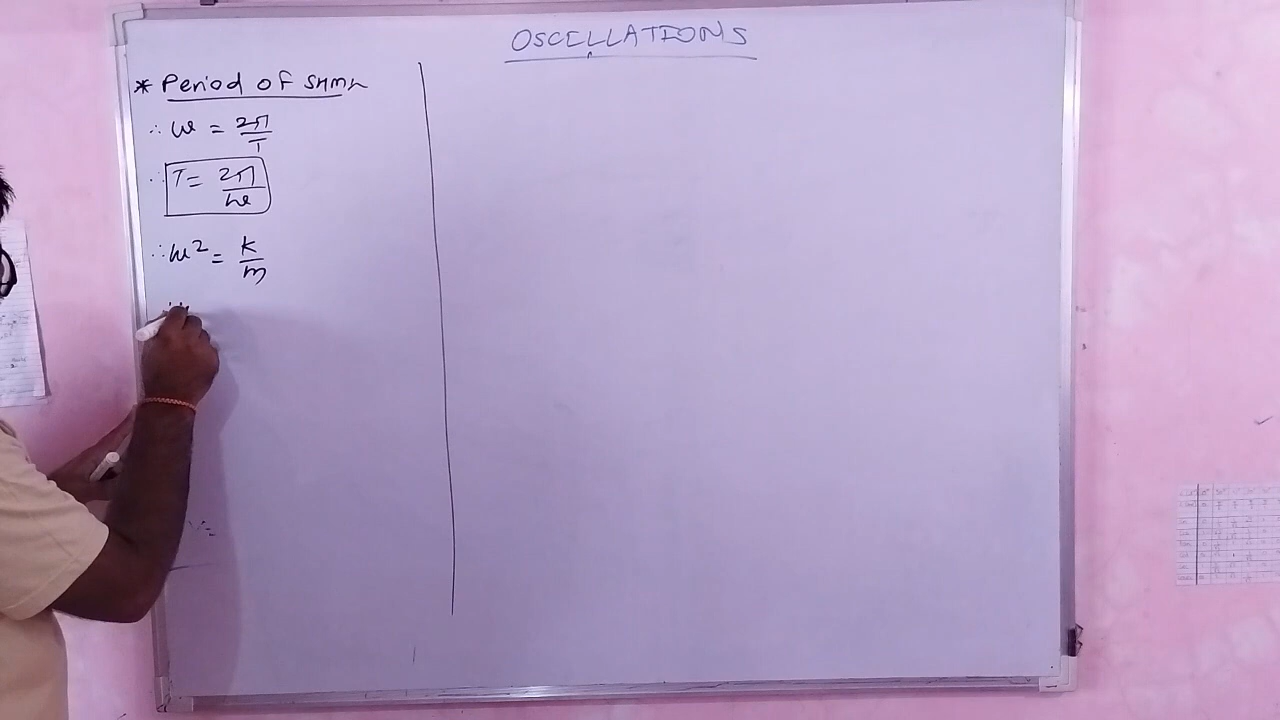 OSCILLATIONS
* Period of SHM
∴ ω = 2π/T
∴ T = 2π/ω
∴ ω² = k/m